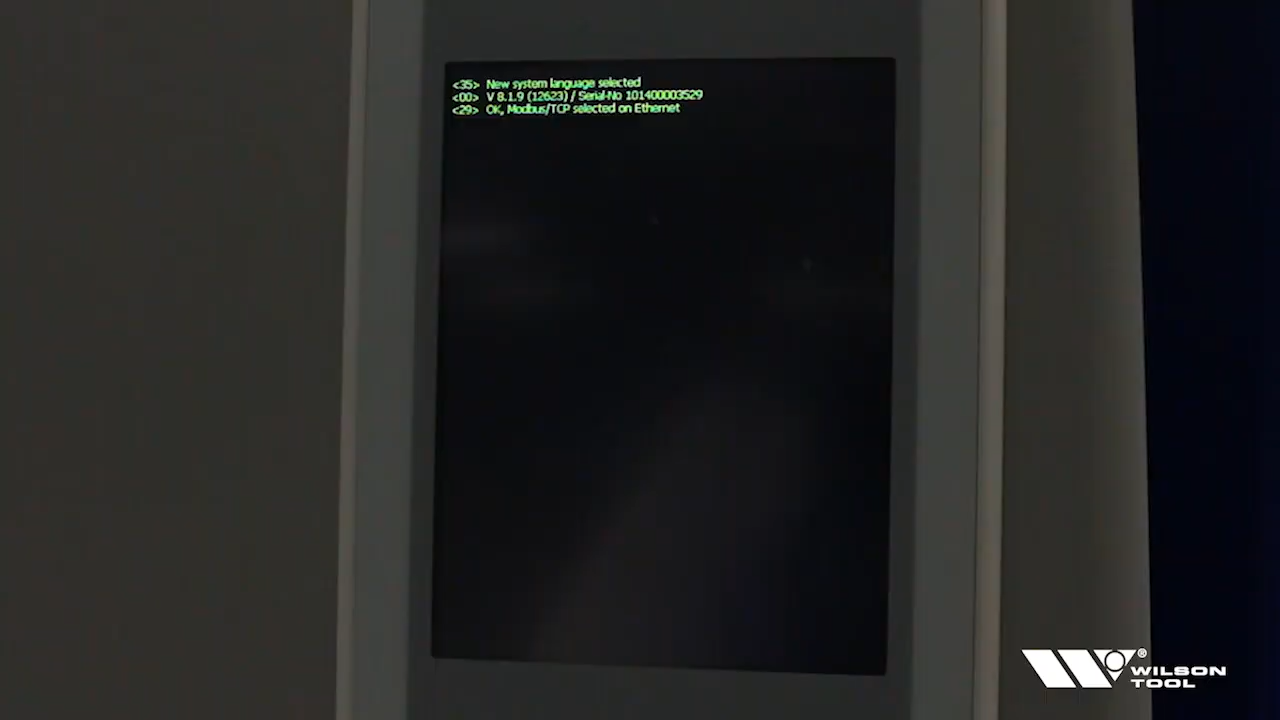 <35> New system language selected
<00> V 8.1.9 (12623) / Serial-No 101400003529
<29> OK, Modbus/TCP selected on Ethernet
W® WILSON
TOOL